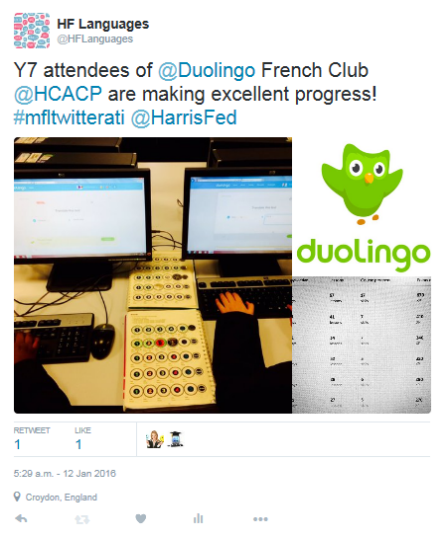 HF Languages
@HFLanguages
Y7 attendees of @Duolingo French Club
@HCACP are making excellent progress!
#mfltwitterati @HarrisFed
duolingo
RETWEET LIKE
1 1
5:29 a.m. - 12 Jan 2016
Croydon, England